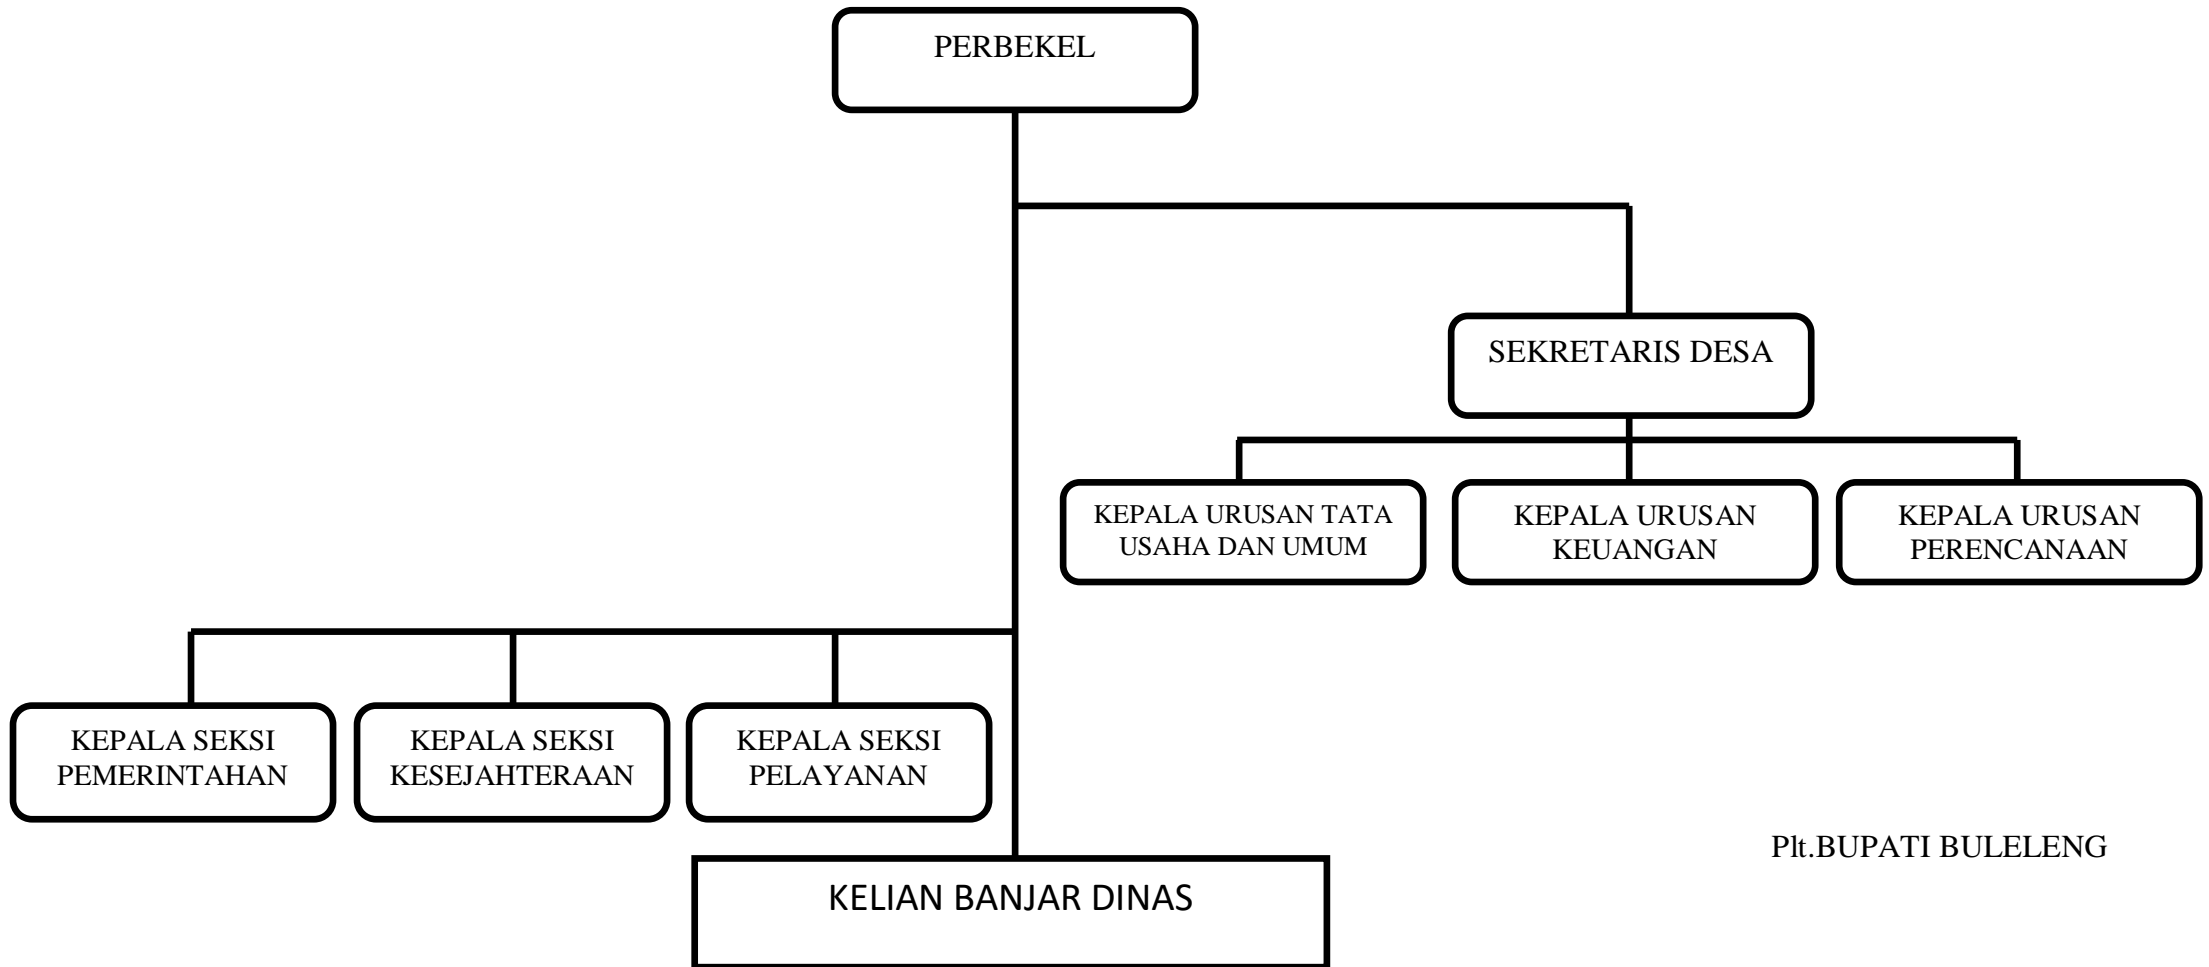 PERBEKEL
SEKRETARIS DESA
KEPALA URUSAN TATA
USAHA DAN UMUM
KEPALA URUSAN
KEUANGAN
KEPALA URUSAN
PERENCANAAN
KEPALA SEKSI
PEMERINTAHAN
KEPALA SEKSI
KESEJAHTERAAN
KEPALA SEKSI
PELAYANAN
Plt.BUPATI BULELENG
KELIAN BANJAR DINAS